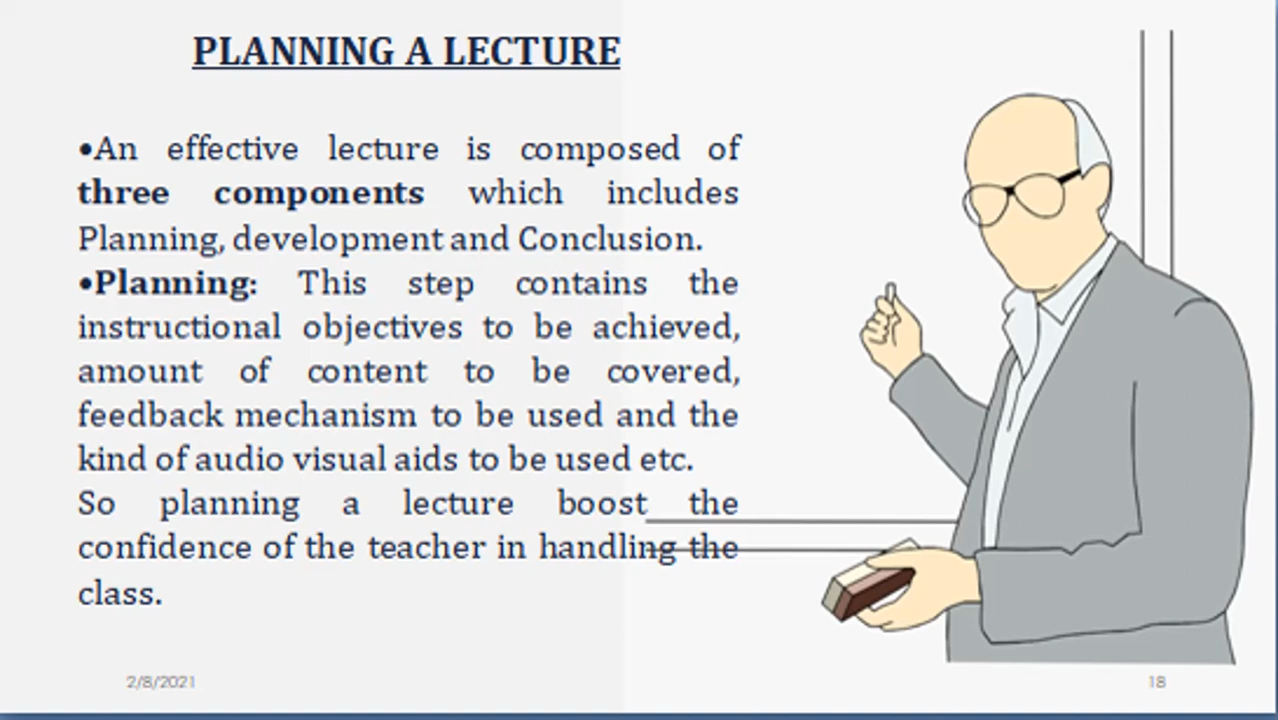 PLANNING A LECTURE
•An effective lecture is composed of
three components which includes
Planning, development and Conclusion.
•Planning: This step contains the
instructional objectives to be achieved,
amount of content to be covered,
feedback mechanism to be used and the
kind of audio visual aids to be used etc.
So planning a lecture boost the
confidence of the teacher in handling the
class.
2/8/2021
18